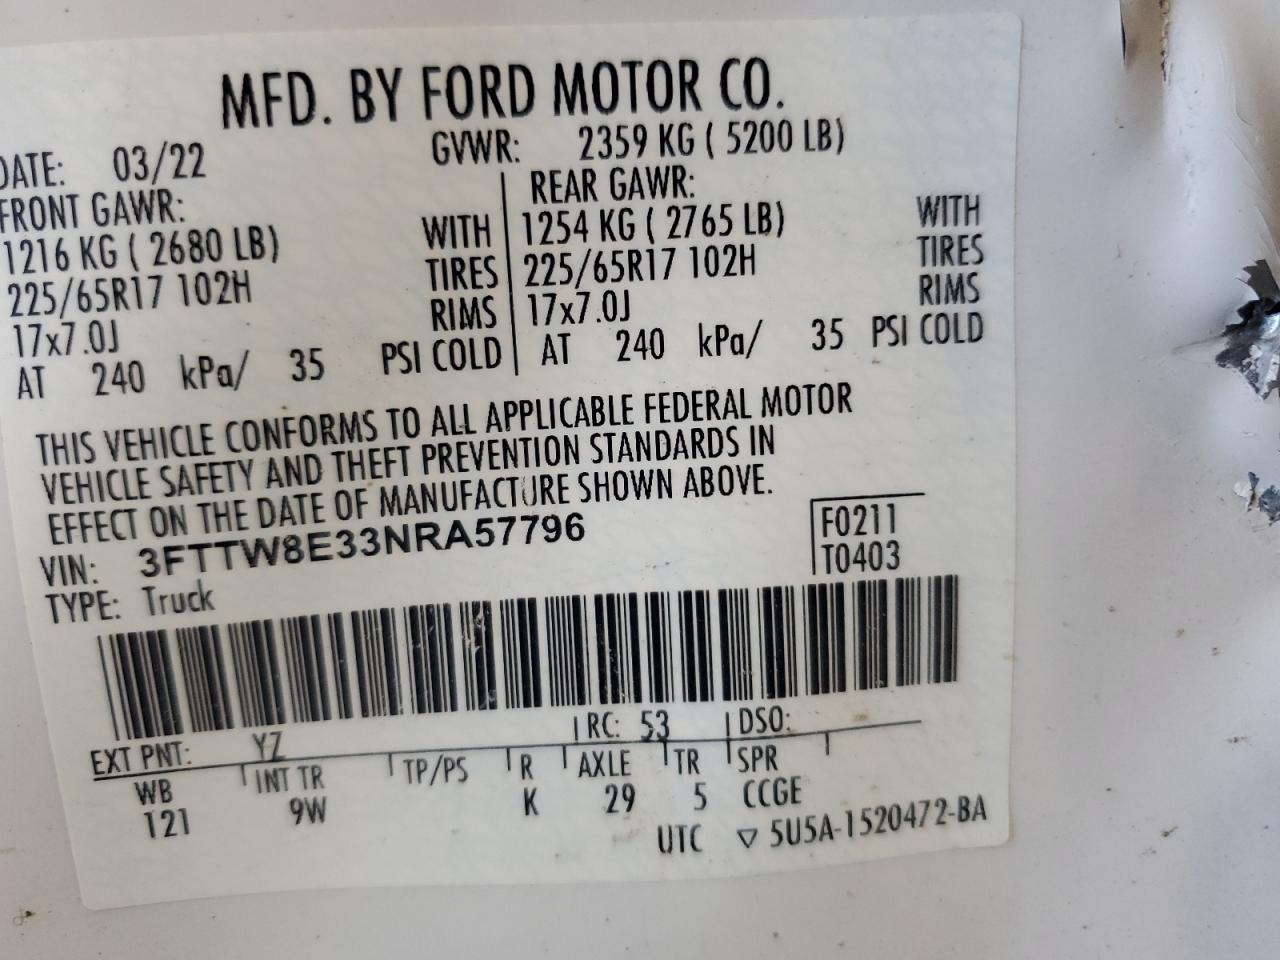 MFD. BY FORD MOTOR CO.
DATE: 03/22 GVWR: 2359 KG ( 5200 LB)
FRONT GAWR: REAR GAWR:
1216 KG ( 2680 LB) WITH 1254 KG ( 2765 LB) WITH
225/65R17 102H TIRES 225/65R17 102H TIRES
17x7.0J RIMS 17x7.0J RIMS
AT 240 kPa/ 35 PSI COLD AT 240 kPa/ 35 PSI COLD
THIS VEHICLE CONFORMS TO ALL APPLICABLE FEDERAL MOTOR
VEHICLE SAFETY AND THEFT PREVENTION STANDARDS IN
EFFECT ON THE DATE OF MANUFACTURE SHOWN ABOVE.
VIN: 3FTTW8E33NRA57796 F0211
TYPE: Truck T0403
EXT PNT: YZ RC: 53 DSO:
WB INT TR TP/PS R AXLE TR SPR
121 9W K 29 5 CCGE
UTC ▽ 5U5A-1520472-BA